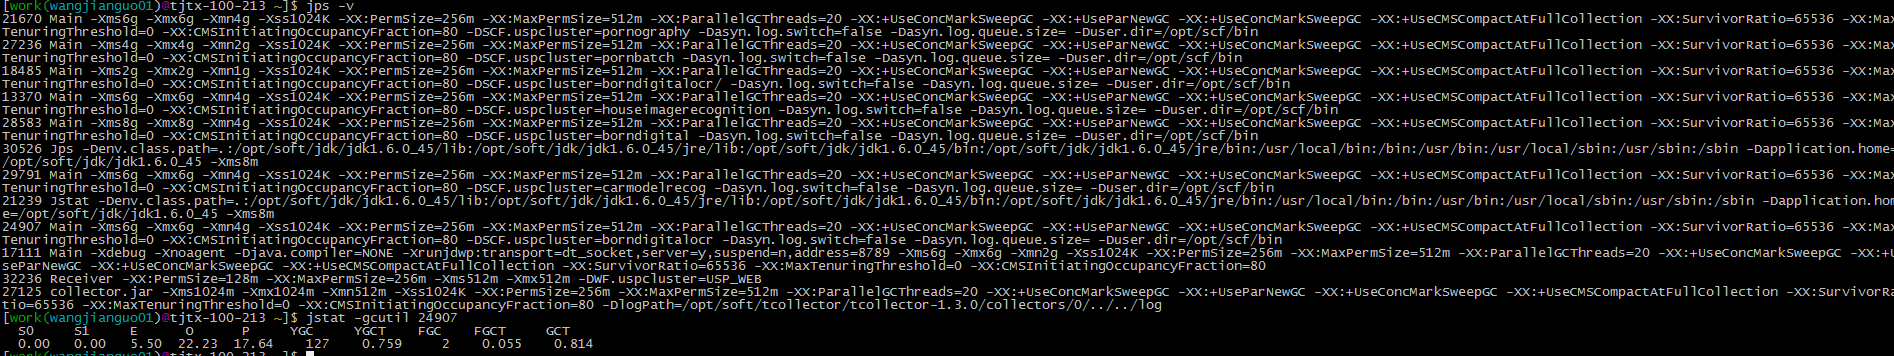 [work(wangjianguo01)@tjtx-100-213 ~]$ jps -v
21670 Main -Xms6g -Xmx6g -Xmn4g -Xss1024K -XX:PermSize=256m -XX:MaxPermSize=512m -XX:ParallelGCThreads=20 -XX:+UseConcMarkSweepGC -XX:+UseParNewGC -XX:+UseConcMarkSweepGC -XX:+UseCMSCompactAtFullCollection -XX:SurvivorRatio=65536 -XX:Max
TenuringThreshold=0 -XX:CMSInitiatingOccupancyFraction=80 -DSCF.uspcluster=pornography -Dasyn.log.switch=false -Dasyn.log.queue.size= -Duser.dir=/opt/scf/bin
27236 Main -Xms4g -Xmx4g -Xmn2g -Xss1024K -XX:PermSize=256m -XX:MaxPermSize=512m -XX:ParallelGCThreads=20 -XX:+UseConcMarkSweepGC -XX:+UseParNewGC -XX:+UseConcMarkSweepGC -XX:+UseCMSCompactAtFullCollection -XX:SurvivorRatio=65536 -XX:Max
TenuringThreshold=0 -XX:CMSInitiatingOccupancyFraction=80 -DSCF.uspcluster=pornbatch -Dasyn.log.switch=false -Dasyn.log.queue.size= -Duser.dir=/opt/scf/bin
18485 Main -Xms2g -Xmx2g -Xmn1g -Xss1024K -XX:PermSize=256m -XX:MaxPermSize=512m -XX:ParallelGCThreads=20 -XX:+UseConcMarkSweepGC -XX:+UseParNewGC -XX:+UseConcMarkSweepGC -XX:+UseCMSCompactAtFullCollection -XX:SurvivorRatio=65536 -XX:Max
TenuringThreshold=0 -XX:CMSInitiatingOccupancyFraction=80 -DSCF.uspcluster=borndigitalocr/ -Dasyn.log.switch=false -Dasyn.log.queue.size= -Duser.dir=/opt/scf/bin
13370 Main -Xms6g -Xmx6g -Xmn4g -Xss1024K -XX:PermSize=256m -XX:MaxPermSize=512m -XX:ParallelGCThreads=20 -XX:+UseConcMarkSweepGC -XX:+UseParNewGC -XX:+UseConcMarkSweepGC -XX:+UseCMSCompactAtFullCollection -XX:SurvivorRatio=65536 -XX:Max
TenuringThreshold=0 -XX:CMSInitiatingOccupancyFraction=80 -DSCF.uspcluster=houseimagerecognition -Dasyn.log.switch=false -Dasyn.log.queue.size= -Duser.dir=/opt/scf/bin
28583 Main -Xms8g -Xmx8g -Xmn4g -Xss1024K -XX:PermSize=256m -XX:MaxPermSize=512m -XX:ParallelGCThreads=20 -XX:+UseConcMarkSweepGC -XX:+UseParNewGC -XX:+UseConcMarkSweepGC -XX:+UseCMSCompactAtFullCollection -XX:SurvivorRatio=65536 -XX:Max
TenuringThreshold=0 -XX:CMSInitiatingOccupancyFraction=80 -DSCF.uspcluster=borndigital -Dasyn.log.switch=false -Dasyn.log.queue.size= -Duser.dir=/opt/scf/bin
30526 Jps -Denv.class.path=.:/opt/soft/jdk/jdk1.6.0_45/lib:/opt/soft/jdk/jdk1.6.0_45/jre/lib:/opt/soft/jdk/jdk1.6.0_45/bin:/opt/soft/jdk/jdk1.6.0_45/jre/bin:/usr/local/bin:/bin:/usr/bin:/usr/local/sbin:/usr/sbin:/sbin -Dapplication.home=
/opt/soft/jdk/jdk1.6.0_45 -Xms8m
29791 Main -Xms6g -Xmx6g -Xmn4g -Xss1024K -XX:PermSize=256m -XX:MaxPermSize=512m -XX:ParallelGCThreads=20 -XX:+UseConcMarkSweepGC -XX:+UseParNewGC -XX:+UseConcMarkSweepGC -XX:+UseCMSCompactAtFullCollection -XX:SurvivorRatio=65536 -XX:Max
TenuringThreshold=0 -XX:CMSInitiatingOccupancyFraction=80 -DSCF.uspcluster=carmodelrecog -Dasyn.log.switch=false -Dasyn.log.queue.size= -Duser.dir=/opt/scf/bin
21239 Jstat -Denv.class.path=.:/opt/soft/jdk/jdk1.6.0_45/lib:/opt/soft/jdk/jdk1.6.0_45/jre/lib:/opt/soft/jdk/jdk1.6.0_45/bin:/opt/soft/jdk/jdk1.6.0_45/jre/bin:/usr/local/bin:/bin:/usr/bin:/usr/local/sbin:/usr/sbin:/sbin -Dapplication.hom
e=/opt/soft/jdk/jdk1.6.0_45 -Xms8m
24907 Main -Xms6g -Xmx6g -Xmn4g -Xss1024K -XX:PermSize=256m -XX:MaxPermSize=512m -XX:ParallelGCThreads=20 -XX:+UseConcMarkSweepGC -XX:+UseParNewGC -XX:+UseConcMarkSweepGC -XX:+UseCMSCompactAtFullCollection -XX:SurvivorRatio=65536 -XX:Max
TenuringThreshold=0 -XX:CMSInitiatingOccupancyFraction=80 -DSCF.uspcluster=borndigitalocr -Dasyn.log.switch=false -Dasyn.log.queue.size= -Duser.dir=/opt/scf/bin
17111 Main -Xdebug -Xnoagent -Djava.compiler=NONE -Xrunjdwp:transport=dt_socket,server=y,suspend=n,address=8789 -Xms6g -Xmx6g -Xmn2g -Xss1024K -XX:PermSize=256m -XX:MaxPermSize=512m -XX:ParallelGCThreads=20 -XX:+UseConcMarkSweepGC -XX:+U
seParNewGC -XX:+UseConcMarkSweepGC -XX:+UseCMSCompactAtFullCollection -XX:SurvivorRatio=65536 -XX:MaxTenuringThreshold=0 -XX:CMSInitiatingOccupancyFraction=80
32236 Receiver -XX:PermSize=128m -XX:MaxPermSize=256m -Xms512m -Xmx512m -DWF.uspcluster=USP_WEB
27125 collector.jar -Xms1024m -Xmx1024m -Xmn512m -Xss1024K -XX:PermSize=256m -XX:MaxPermSize=512m -XX:ParallelGCThreads=20 -XX:+UseConcMarkSweepGC -XX:+UseParNewGC -XX:+UseConcMarkSweepGC -XX:+UseCMSCompactAtFullCollection -XX:SurvivorRa
tio=65536 -XX:MaxTenuringThreshold=0 -XX:CMSInitiatingOccupancyFraction=80 -DlogPath=/opt/soft/tcollector/tcollector-1.3.0/collectors/0/../../log
[work(wangjianguo01)@tjtx-100-213 ~]$ jstat -gcutil 24907
S0 S1 E O P YGC YGCT FGC FGCT GCT
0.00 0.00 5.50 22.23 17.64 127 0.759 2 0.055 0.814
[work(wangjianguo01)@tjtx-100-213 ~]$